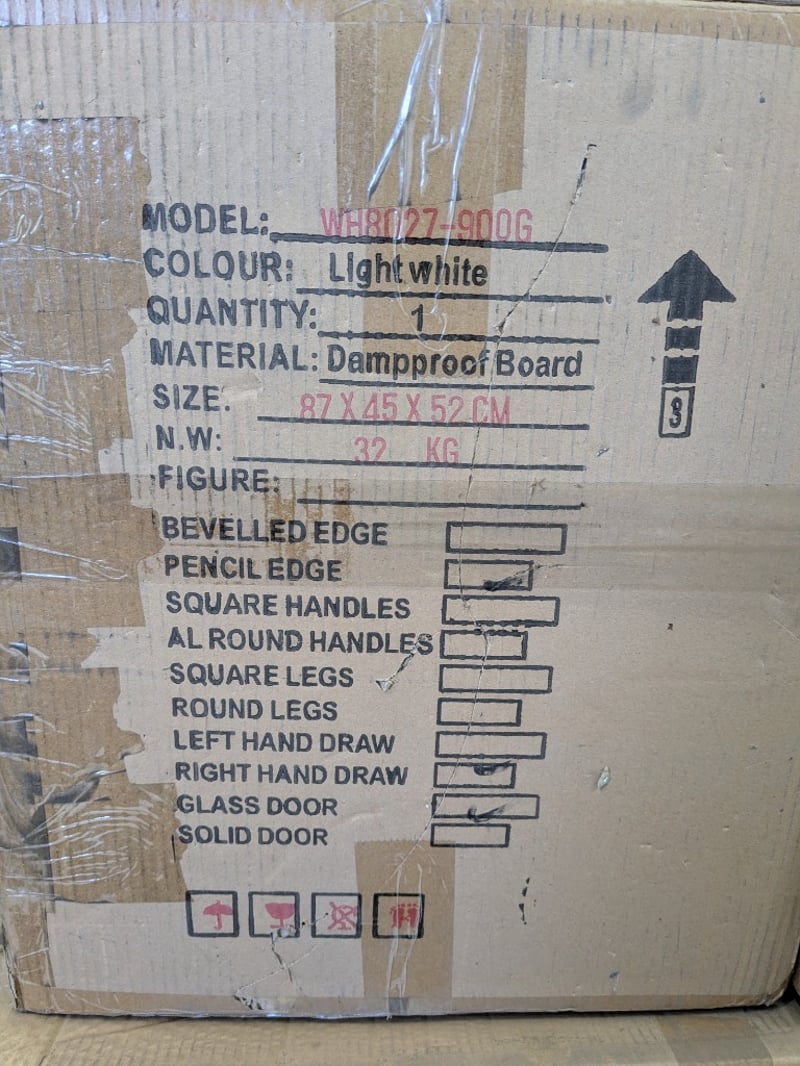 MODEL: WH8027-900G
COLOUR: Light white
QUANTITY: 1
MATERIAL: Dampproof Board
SIZE: 87 X 45 X 52 CM
N.W: 32 KG
FIGURE:
BEVELLED EDGE
PENCIL EDGE
SQUARE HANDLES
AL ROUND HANDLES
SQUARE LEGS
ROUND LEGS
LEFT HAND DRAW
RIGHT HAND DRAW
GLASS DOOR
SOLID DOOR
3